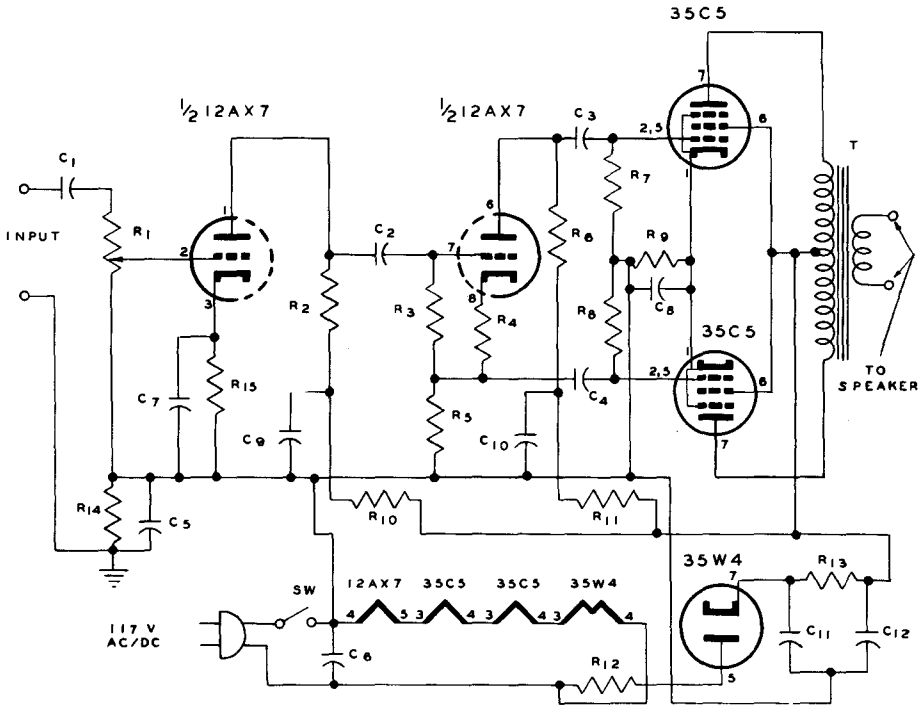 35C5
7
½ 12AX7
½ 12AX7
C3
2,5
6
T
C1
1
6
R7
1
INPUT
R1
2
C2
7
R6
R9
3
R2
R3
8
R4
C8
R8
35C5
1
TO
SPEAKER
C7
R15
2,5
6
C4
C9
R5
C10
7
R14
C5
R10
R11
35W4
7
R13
SW
12AX7
35C5
35C5
35W4
4
5
3
4
3
4
3
4
117 V
AC/DC
C6
C11
C12
R12
5